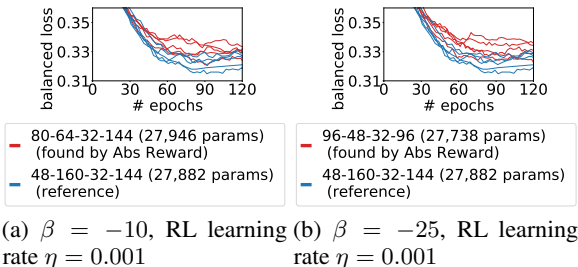 balanced loss
0.35
0.33
0.31
0 30 60 90 120
# epochs
80-64-32-144 (27,946 params)
(found by Abs Reward)
48-160-32-144 (27,882 params)
(reference)
(a) β = −10, RL learning
rate η = 0.001
balanced loss
0.35
0.33
0.31
0 30 60 90 120
# epochs
96-48-32-96 (27,738 params)
(found by Abs Reward)
48-160-32-144 (27,882 params)
(reference)
(b) β = −25, RL learning
rate η = 0.001